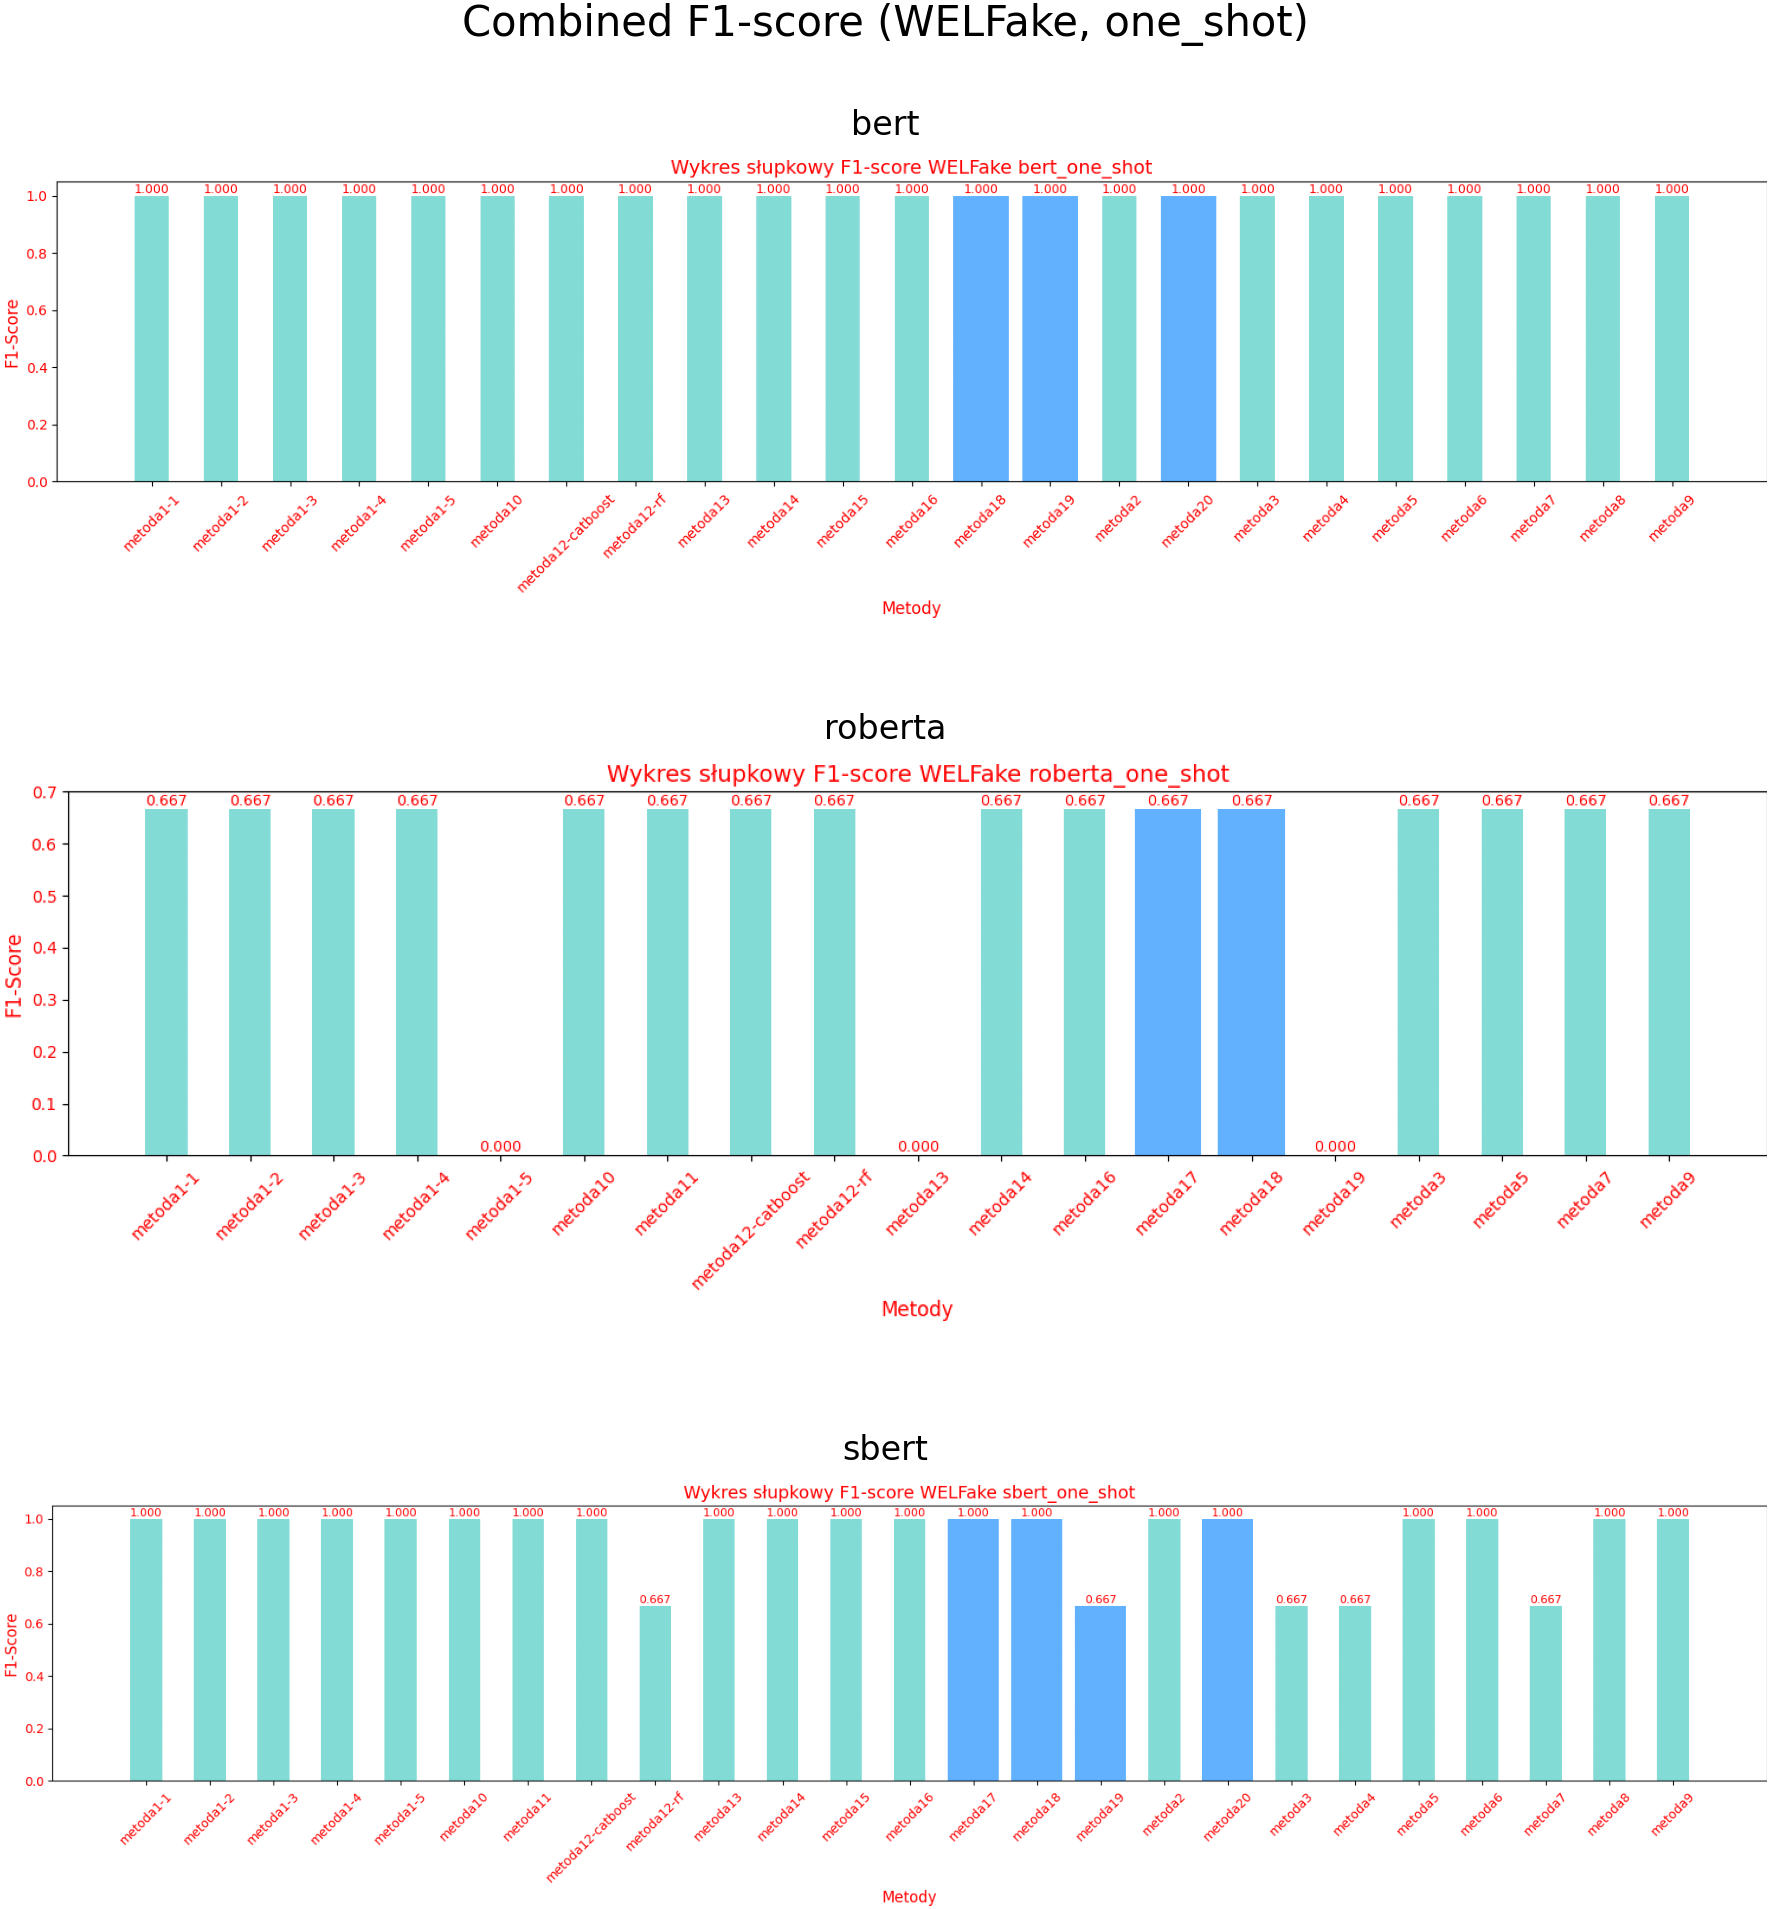 Combined F1-score (WELFake, one_shot)
bert
Wykres słupkowy F1-score WELFake bert_one_shot
1.000 1.000 1.000 1.000 1.000 1.000 1.000 1.000 1.000 1.000 1.000 1.000 1.000 1.000 1.000 1.000 1.000 1.000 1.000 1.000 1.000 1.000 1.000
1.0
0.8
0.6
0.4
0.2
0.0
F1-Score
metoda1-1 metoda1-2 metoda1-3 metoda1-4 metoda1-5 metoda10 metoda12-catboost metoda12-rf metoda13 metoda14 metoda15 metoda16 metoda18 metoda19 metoda2 metoda20 metoda3 metoda4 metoda5 metoda6 metoda7 metoda8 metoda9
Metody
roberta
Wykres słupkowy F1-score WELFake roberta_one_shot
0.667 0.667 0.667 0.667 0.000 0.667 0.667 0.667 0.667 0.000 0.667 0.667 0.667 0.667 0.000 0.667 0.667 0.667 0.667
0.7
0.6
0.5
0.4
0.3
0.2
0.1
0.0
F1-Score
metoda1-1 metoda1-2 metoda1-3 metoda1-4 metoda1-5 metoda10 metoda11 metoda12-catboost metoda12-rf metoda13 metoda14 metoda16 metoda17 metoda18 metoda19 metoda3 metoda5 metoda7 metoda9
Metody
sbert
Wykres słupkowy F1-score WELFake sbert_one_shot
1.000 1.000 1.000 1.000 1.000 1.000 1.000 1.000 0.667 1.000 1.000 1.000 1.000 1.000 1.000 0.667 1.000 1.000 0.667 0.667 1.000 1.000 0.667 1.000 1.000
1.0
0.8
0.6
0.4
0.2
0.0
F1-Score
metoda1-1 metoda1-2 metoda1-3 metoda1-4 metoda1-5 metoda10 metoda11 metoda12-catboost metoda12-rf metoda13 metoda14 metoda15 metoda16 metoda17 metoda18 metoda19 metoda2 metoda20 metoda3 metoda4 metoda5 metoda6 metoda7 metoda8 metoda9
Metody